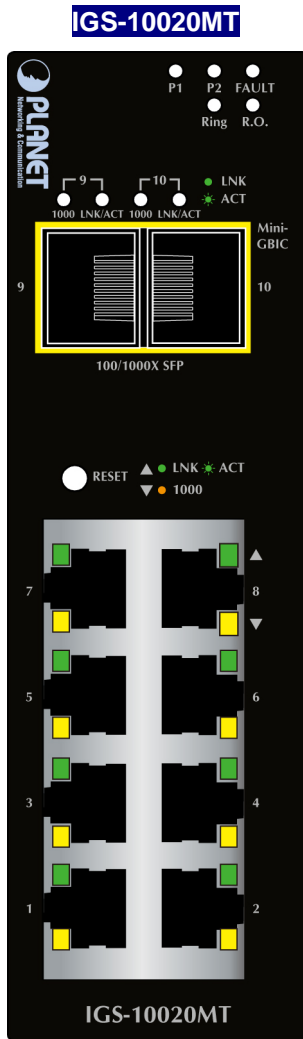 IGS-10020MT
PLANET
Networking & Communication
P1 P2 FAULT
Ring R.O.
9 10 LNK
1000 LNK/ACT 1000 LNK/ACT ACT
Mini-
GBIC
9 10
100/1000X SFP
RESET ▲ LNK ACT
▼ 1000
▲
7 8
▼
5 6
3 4
1 2
IGS-10020MT